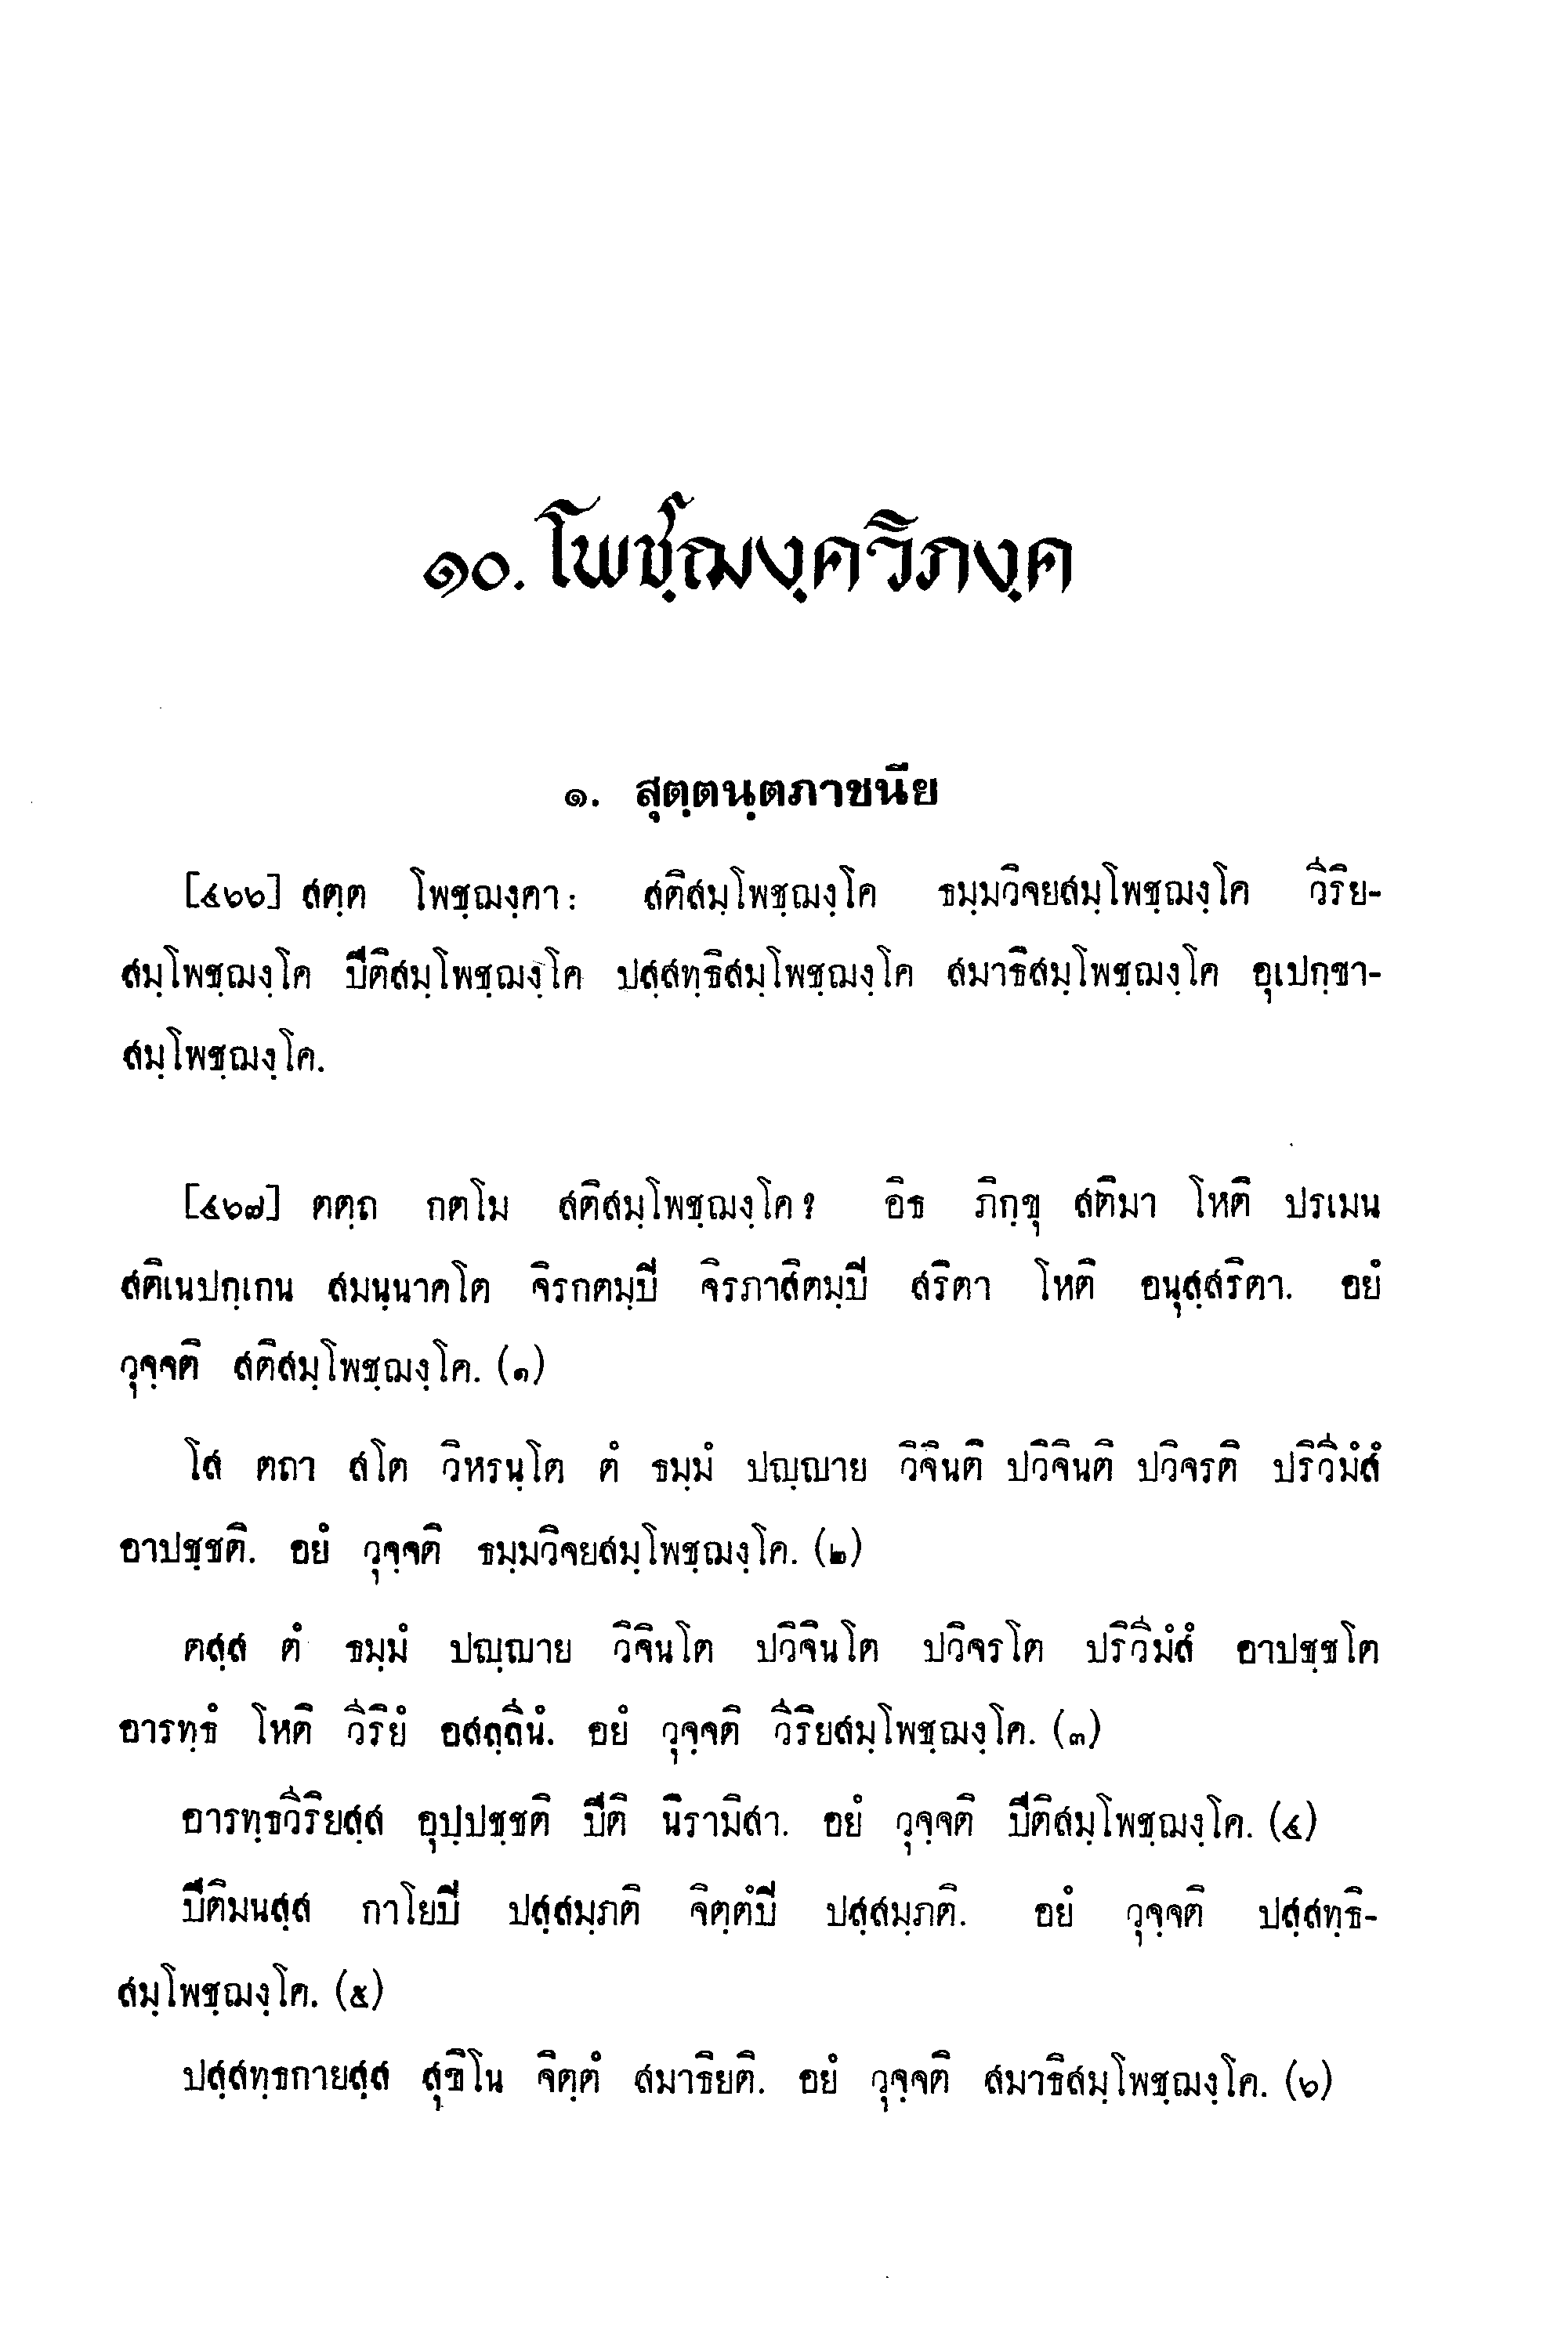 ๑๐. โพชฺฌงฺควิภงฺค
๑. สุตฺตนฺตภาชนีย
[๔๖๖] สตฺต โพชฺฌงฺคา: สติสมฺโพชฺฌงฺโค ธมฺมวิจยสมฺโพชฺฌงฺโค วีริย-
สมฺโพชฺฌงฺโค ปีติสมฺโพชฺฌงฺโค ปสฺสทฺธิสมฺโพชฺฌงฺโค สมาธิสมฺโพชฺฌงฺโค อุเปกฺขา-
สมฺโพชฺฌงฺโค.
[๔๖๗] ตตฺถ กตโม สติสมฺโพชฺฌงฺโค? อิธ ภิกฺขุ สติมา โหติ ปรเมน
สติเนปกฺเกน สมนฺนาคโต จิรกตมฺปิ จิรภาสิตมฺปิ สริตา โหติ อนุสฺสริตา. อยํ
วุจฺจติ สติสมฺโพชฺฌงฺโค. (๑)
โส ตถา สโต วิหรนฺโต ตํ ธมฺมํ ปญฺญาย วิจินติ ปวิจินติ ปวิจรติ ปริวีมํสํ
อาปชฺชติ. อยํ วุจฺจติ ธมฺมวิจยสมฺโพชฺฌงฺโค. (๒)
ตสฺส ตํ ธมฺมํ ปญฺญาย วิจินโต ปวิจินโต ปวิจรโต ปริวีมํสํ อาปชฺชโต
อารทฺธํ โหติ วีริยํ อสลฺลีนํ. อยํ วุจฺจติ วีริยสมฺโพชฺฌงฺโค. (๓)
อารทฺธวีริยสฺส อุปฺปชฺชติ ปีติ นิรามิสา. อยํ วุจฺจติ ปีติสมฺโพชฺฌงฺโค. (๔)
ปีติมนสฺส กาโยปิ ปสฺสมฺภติ จิตฺตํปิ ปสฺสมฺภติ. อยํ วุจฺจติ ปสฺสทฺธิ-
สมฺโพชฺฌงฺโค. (๕)
ปสฺสทฺธกายสฺส สุขิโน จิตฺตํ สมาธิยติ. อยํ วุจฺจติ สมาธิสมฺโพชฺฌงฺโค. (๖)